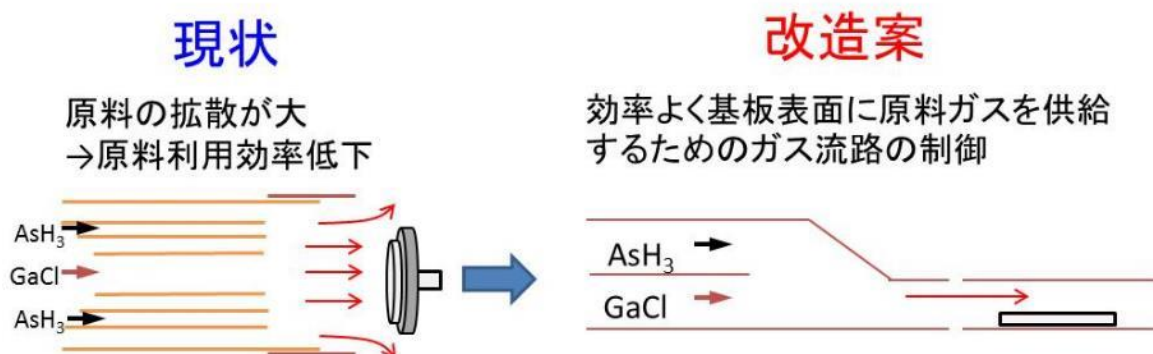 現状
原料の拡散が大
→原料利用効率低下
AsH₃
GaCl
AsH₃
改造案
効率よく基板表面に原料ガスを供給
するためのガス流路の制御
AsH₃
GaCl